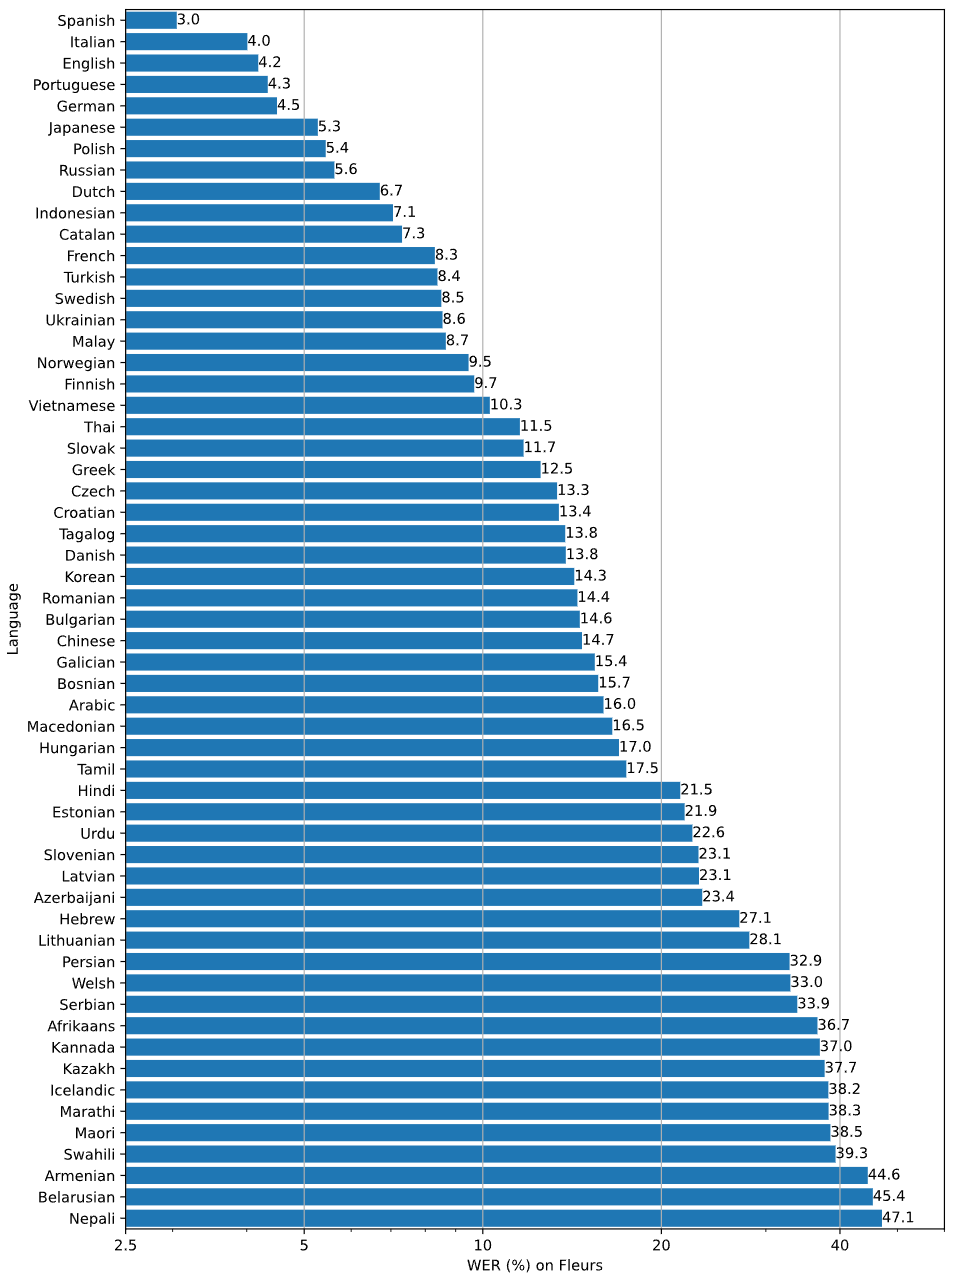 Spanish 3.0
Italian 4.0
English 4.2
Portuguese 4.3
German 4.5
Japanese 5.3
Polish 5.4
Russian 5.6
Dutch 6.7
Indonesian 7.1
Catalan 7.3
French 8.3
Turkish 8.4
Swedish 8.5
Ukrainian 8.6
Malay 8.7
Norwegian 9.5
Finnish 9.7
Vietnamese 10.3
Thai 11.5
Slovak 11.7
Greek 12.5
Czech 13.3
Croatian 13.4
Tagalog 13.8
Danish 13.8
Korean 14.3
Romanian 14.4
Bulgarian 14.6
Chinese 14.7
Galician 15.4
Bosnian 15.7
Arabic 16.0
Macedonian 16.5
Hungarian 17.0
Tamil 17.5
Hindi 21.5
Estonian 21.9
Urdu 22.6
Slovenian 23.1
Latvian 23.1
Azerbaijani 23.4
Hebrew 27.1
Lithuanian 28.1
Persian 32.9
Welsh 33.0
Serbian 33.9
Afrikaans 36.7
Kannada 37.0
Kazakh 37.7
Icelandic 38.2
Marathi 38.3
Maori 38.5
Swahili 39.3
Armenian 44.6
Belarusian 45.4
Nepali 47.1
Language
2.5 5 10 20 40
WER (%) on Fleurs